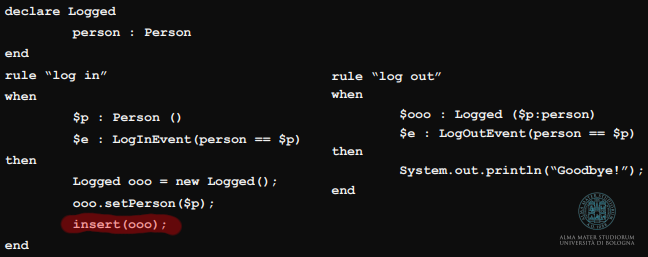 declare Logged
person : Person
end
rule “log in”
when
$p : Person ()
$e : LogInEvent(person == $p)
then
Logged ooo = new Logged();
ooo.setPerson($p);
insert(ooo);
end
rule “log out”
when
$ooo : Logged ($p:person)
$e : LogOutEvent(person == $p)
then
System.out.println(“Goodbye!”);
end
ALMA MATER STUDIORUM
UNIVERSITÀ DI BOLOGNA